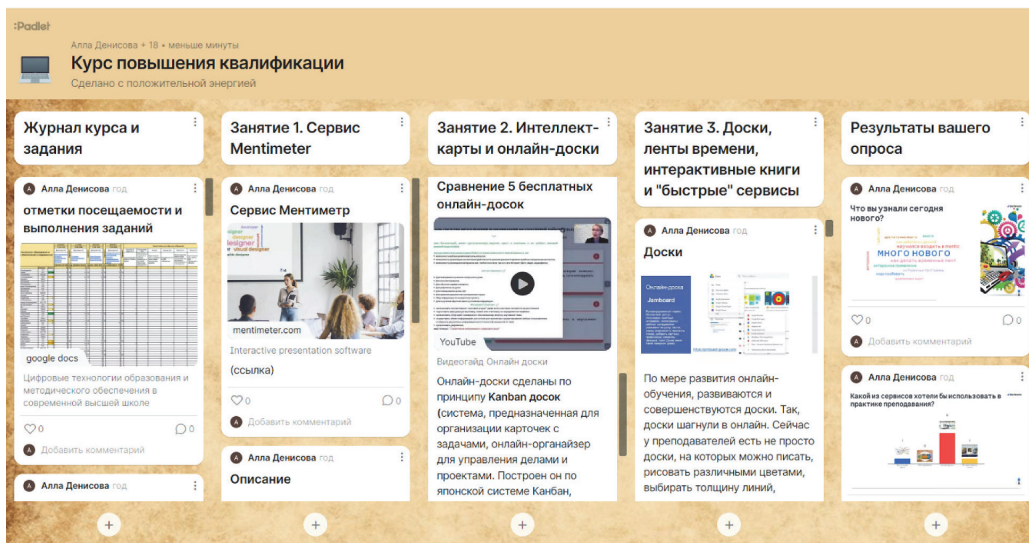 :Padlet
Алла Денисова + 18 • меньше минуты
Курс повышения квалификации
Сделано с положительной энергией
Журнал курса и
задания
А Алла Денисова год
отметки посещаемости и
выполнения заданий
google docs
Цифровые технологии образования и
методического обеспечения в
современной высшей школе
0 0
А Добавить комментарий
А Алла Денисова год
Занятие 1. Сервис
Mentimeter
А Алла Денисова год
Сервис Ментиметр
designer
visual designer
mentimeter.com
Interactive presentation software
(ссылка)
0 0
А Добавить комментарий
А Алла Денисова год
Описание
Занятие 2. Интеллект-
карты и онлайн-доски
Сравнение 5 бесплатных
онлайн-досок
YouTube
Видеогайд Онлайн доски
Онлайн-доски сделаны по
принципу Kanban досок
(система, предназначенная для
организации карточек с
задачами, онлайн-органайзер
для управления делами и
проектами. Построен он по
японской системе Канбан,
Занятие 3. Доски,
ленты времени,
интерактивные книги
и "быстрые" сервисы
А Алла Денисова год
Доски
Онлайн-доска
Jamboard
По мере развития онлайн-
обучения, развиваются и
совершенствуются доски. Так,
доски шагнули в онлайн. Сейчас
у преподавателей есть не просто
доски, на которых можно писать,
рисовать различными цветами,
выбирать толщину линий,
Результаты вашего
опроса
А Алла Денисова год
Что вы узнали сегодня
нового?
много нового
0 0
А Добавить комментарий
А Алла Денисова год
Какой из сервисов хотели бы использовать в
практике преподавания?